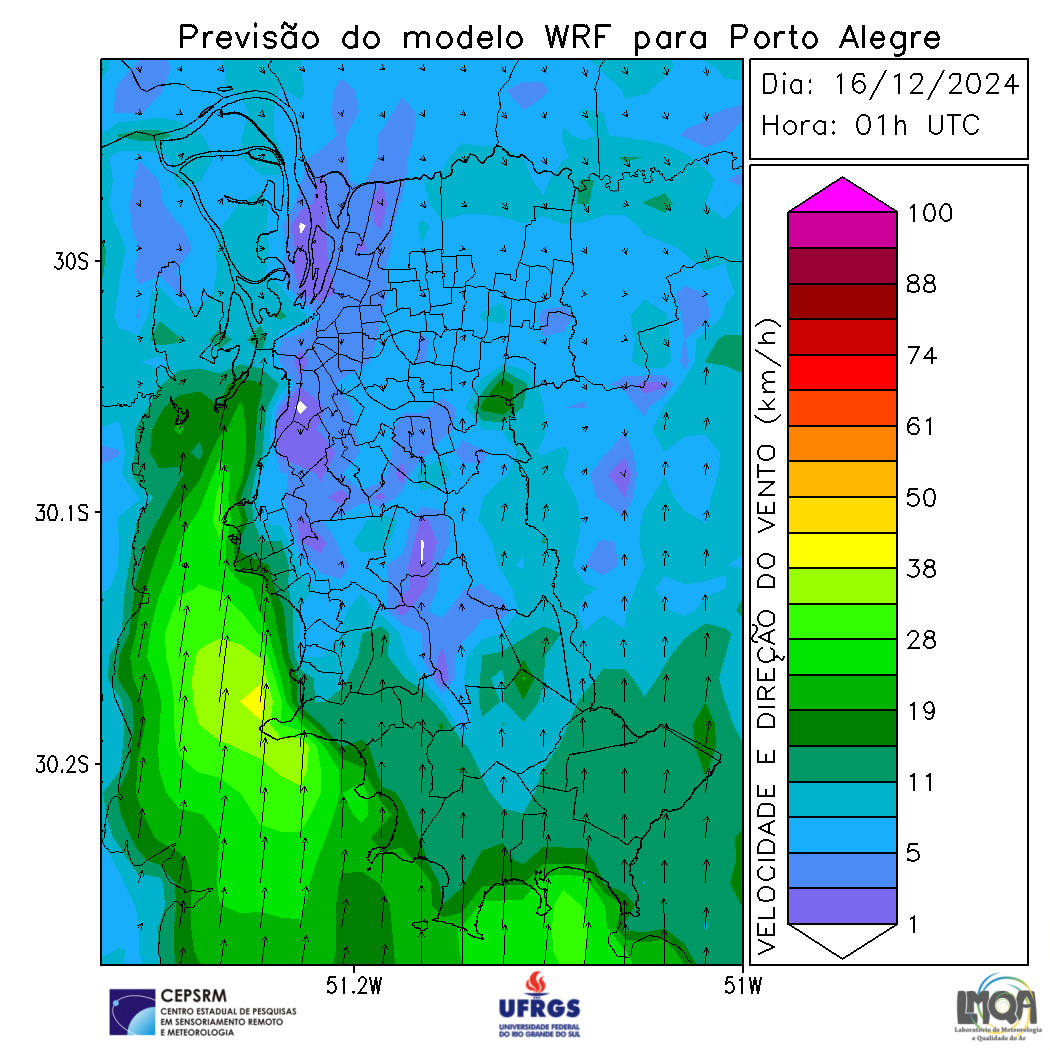 Previsão do modelo WRF para Porto Alegre
Dia: 16/12/2024
Hora: 01h UTC
30S
30.1S
30.2S
51.2W
51W
VELOCIDADE E DIREÇÃO DO VENTO (km/h)
100
88
74
61
50
38
28
19
11
5
1
CEPSRM
CENTRO ESTADUAL DE PESQUISAS
EM SENSORIAMENTO REMOTO
E METEOROLOGIA
UFRGS
UNIVERSIDADE FEDERAL
DO RIO GRANDE DO SUL
LMQA
Laboratório de Meteorologia
e Qualidade do Ar